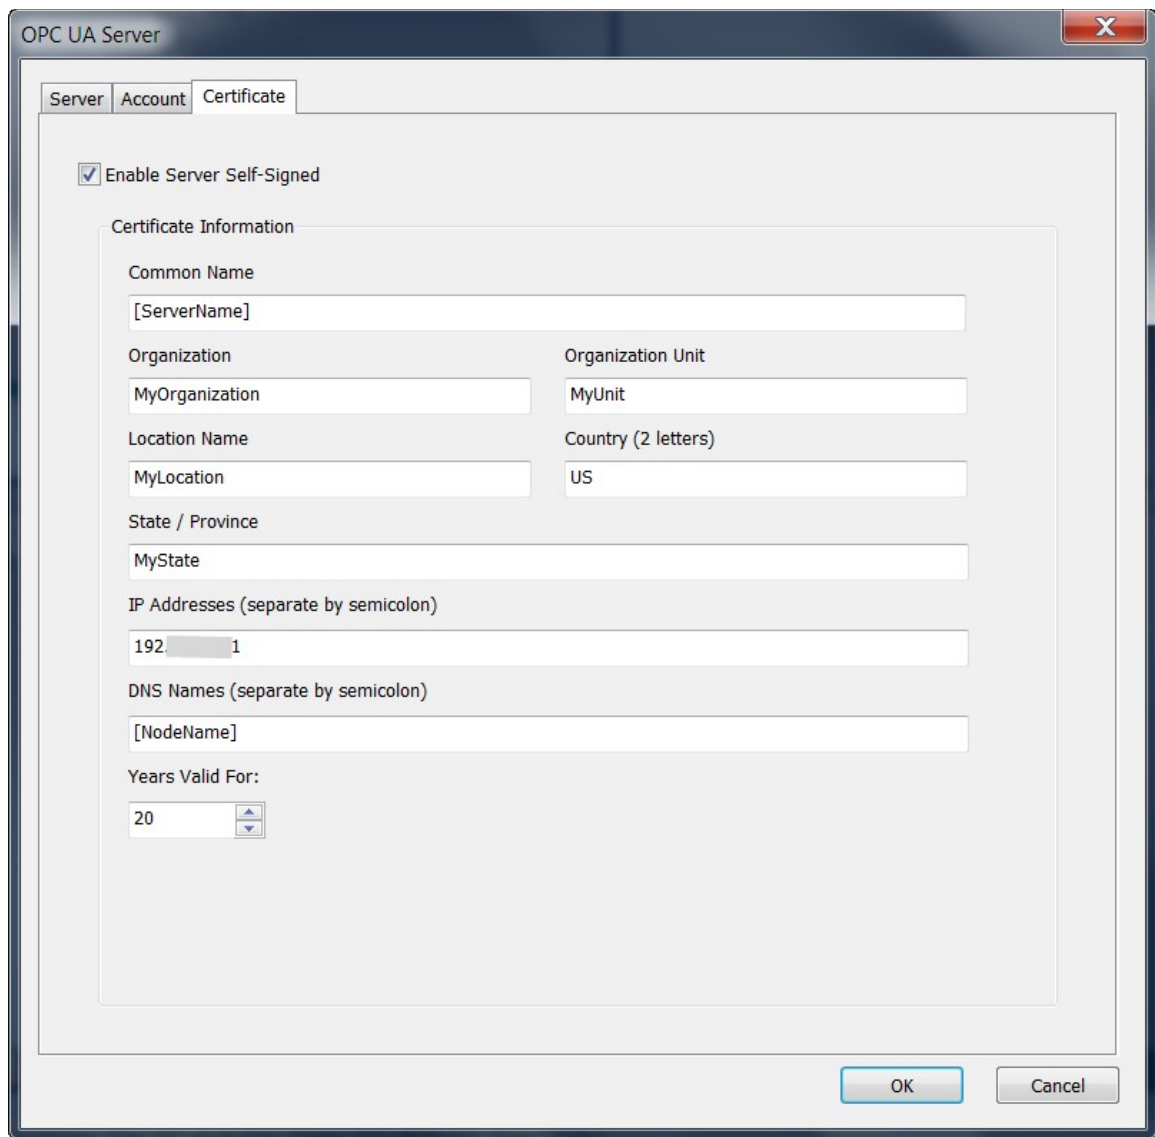 OPC UA Server
X
Server Account Certificate
Enable Server Self-Signed
Certificate Information
Common Name
[ServerName]
Organization Organization Unit
MyOrganization MyUnit
Location Name Country (2 letters)
MyLocation US
State / Province
MyState
IP Addresses (separate by semicolon)
192. 1
DNS Names (separate by semicolon)
[NodeName]
Years Valid For:
20
OK Cancel